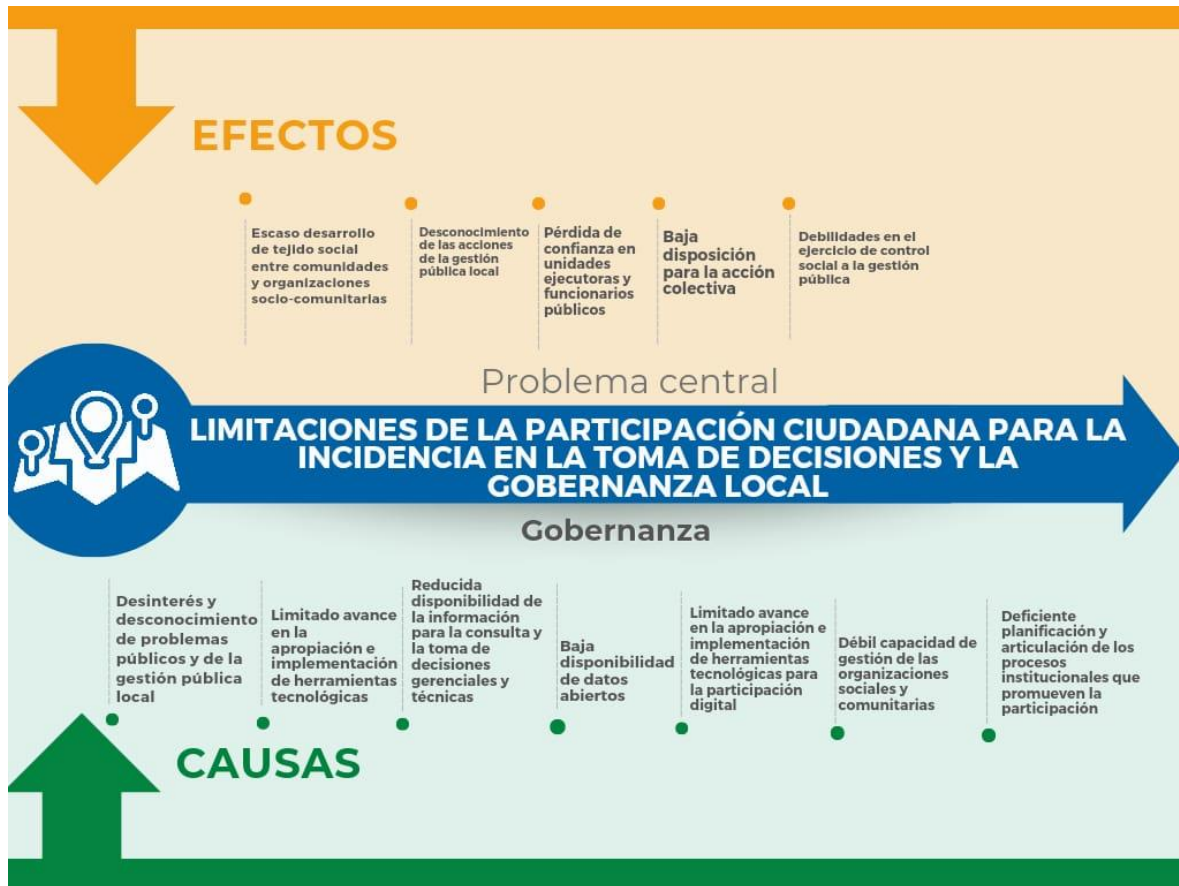 EFECTOS
Escaso desarrollo
de tejido social
entre comunidades
y organizaciones
socio-comunitarias
Desconocimiento
de las acciones
de la gestión
pública local
Pérdida de
confianza en
unidades
ejecutoras y
funcionarios
públicos
Baja
disposición
para la acción
colectiva
Debilidades en el
ejercicio de control
social a la gestión
pública
Problema central
LIMITACIONES DE LA PARTICIPACIÓN CIUDADANA PARA LA
INCIDENCIA EN LA TOMA DE DECISIONES Y LA
GOBERNANZA LOCAL
Gobernanza
Desinterés y
desconocimiento
de problemas
públicos y de la
gestión pública
local
Limitado avance
en la
apropiación e
implementación
de herramientas
tecnológicas
Reducida
disponibilidad de
la información
para la consulta y
la toma de
decisiones
gerenciales y
técnicas
Baja
disponibilidad
de datos
abiertos
Limitado avance
en la apropiación e
implementación
de herramientas
tecnológicas para
la participación
digital
Débil capacidad de
gestión de las
organizaciones
sociales y
comunitarias
Deficiente
planificación y
articulación de los
procesos
institucionales que
promueven la
participación
CAUSAS